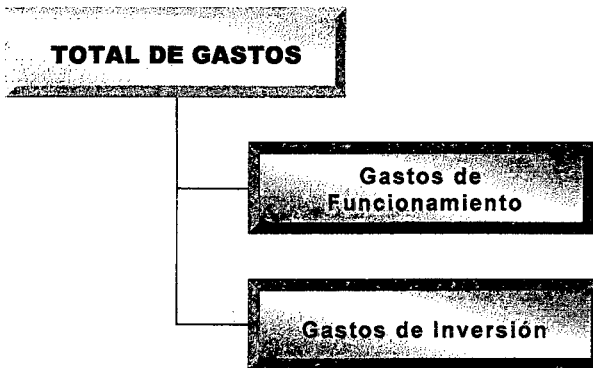 TOTAL DE GASTOS
Gastos de
Funcionamiento
Gastos de Inversión